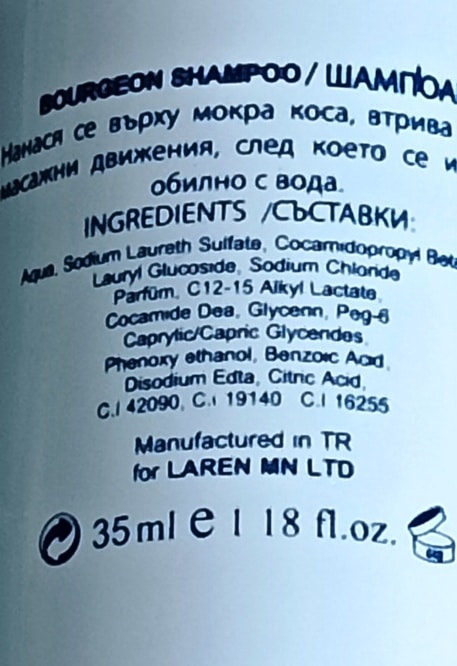 BOURGEON SHAMPOO/ ШАМПОА
Нанася се върху мокра коса, втрива
масажни движения, след което се и
обилно с вода.
INGREDIENTS /СЪСТАВКИ:
Aqua, Sodium Laureth Sulfate, Cocamidopropyl Beta
Lauryl Glucoside, Sodium Chloride
Parfüm, C12-15 Alkyl Lactate,
Cocamide Dea, Glycerin, Peg-6
Caprylic/Capric Glycerides,
Phenoxy ethanol, Benzoic Acid,
Disodium Edta, Citric Acid,
C.I 42090, C.I 19140 C.I 16255
Manufactured in TR
for LAREN MN LTD
35ml e 1 18 fl.oz.